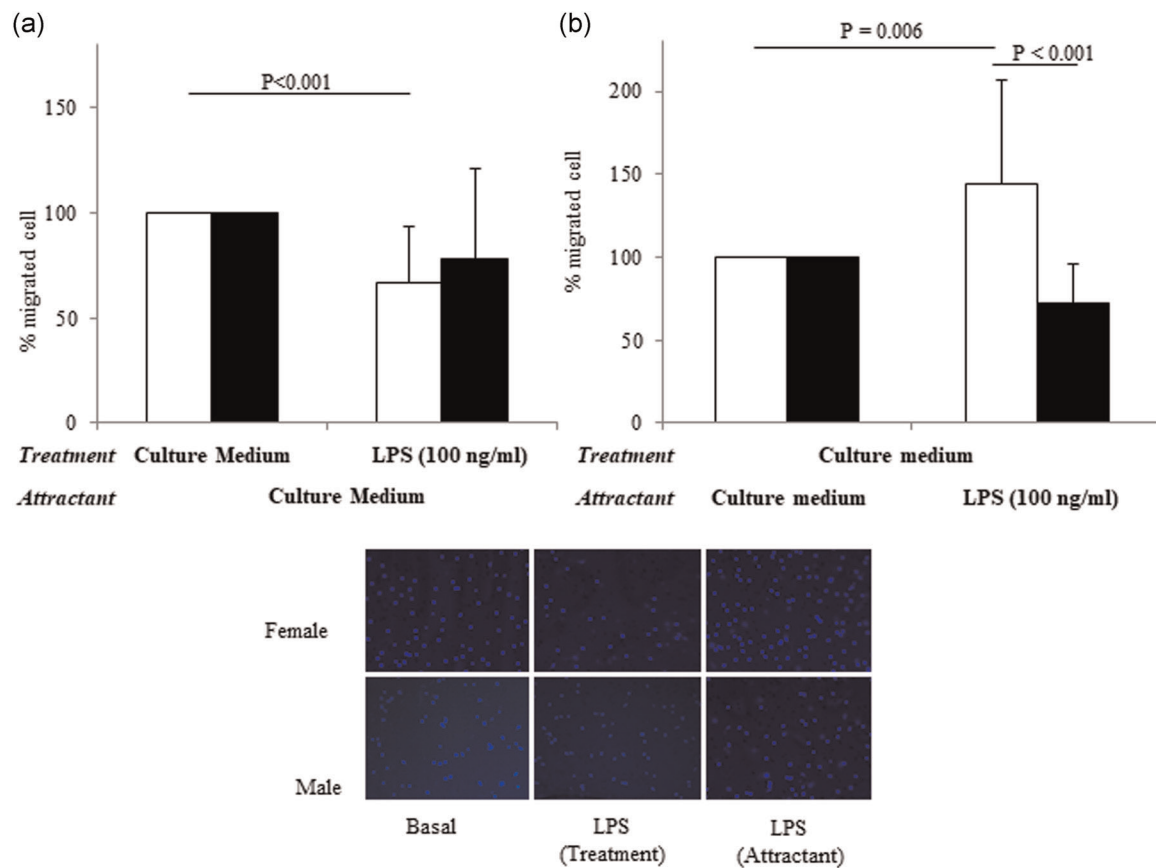 (a)
P<0.001
150
100
50
0
% migrated cell
Treatment Culture Medium LPS (100 ng/ml)
Attractant Culture Medium
(b)
P = 0.006
P < 0.001
200
150
100
50
0
% migrated cell
Treatment Culture medium
Attractant Culture medium LPS (100 ng/ml)
Female
Male
Basal LPS LPS
(Treatment) (Attractant)